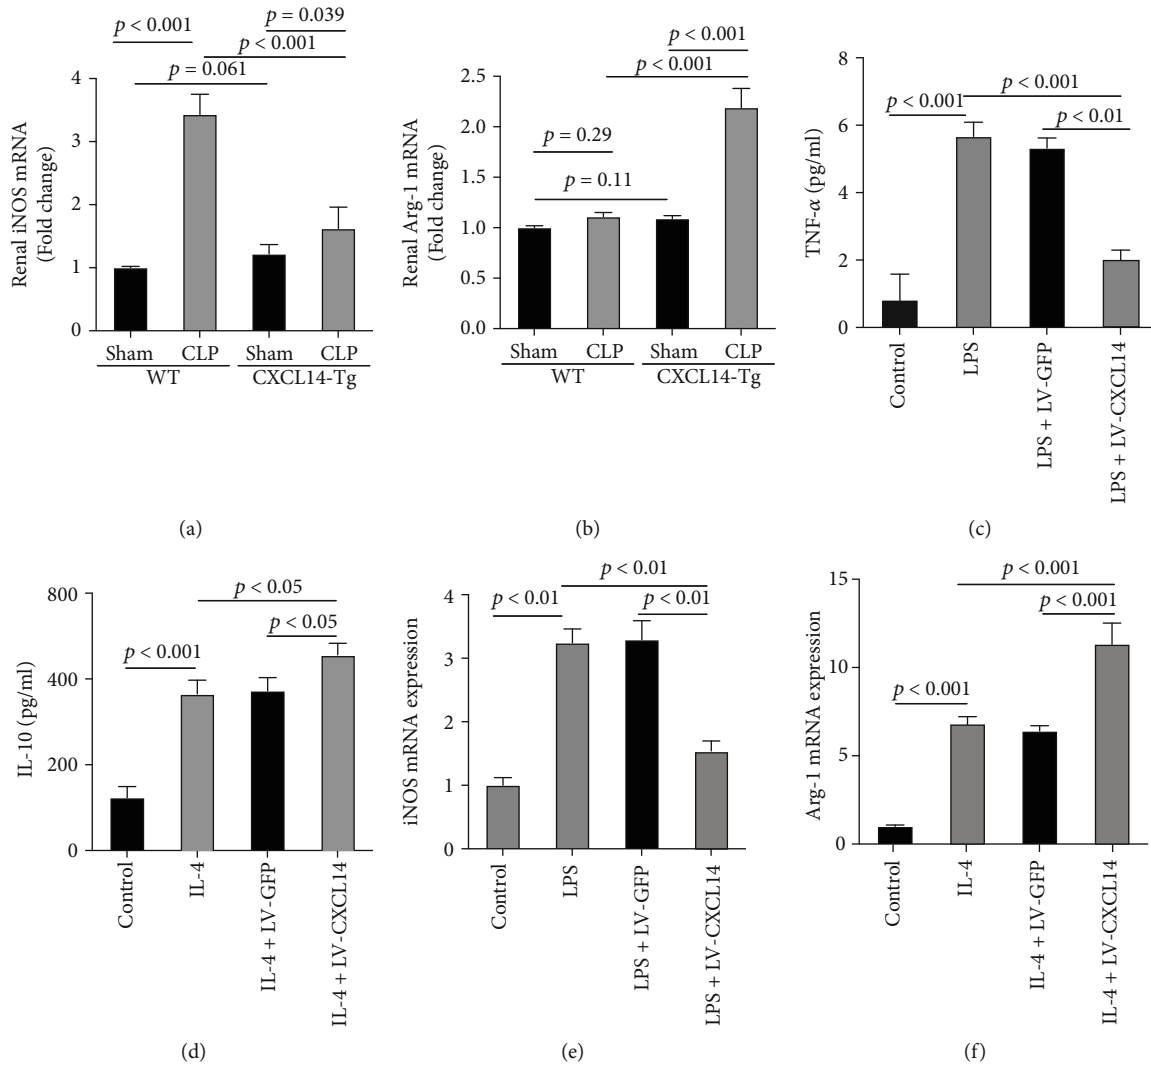 p < 0.001
p = 0.039
p < 0.001
p = 0.061
Renal iNOS mRNA
(Fold change)
4
3
2
1
0
Sham CLP Sham CLP
WT CXCL14-Tg
(a)
p < 0.001
p < 0.001
p = 0.29
p = 0.11
Renal Arg-1 mRNA
(Fold change)
2.5
2.0
1.5
1.0
0.5
0.0
Sham CLP Sham CLP
WT CXCL14-Tg
(b)
p < 0.001
p < 0.001
p < 0.01
TNF-α (pg/ml)
8
6
4
2
0
Control
LPS
LPS + LV-GFP
LPS + LV-CXCL14
(c)
p < 0.05
p < 0.05
p < 0.001
IL-10 (pg/ml)
800
400
200
0
Control
IL-4
IL-4 + LV-GFP
IL-4 + LV-CXCL14
(d)
p < 0.01
p < 0.01
p < 0.01
iNOS mRNA expression
4
3
2
1
0
Control
LPS
LPS + LV-GFP
LPS + LV-CXCL14
(e)
p < 0.001
p < 0.001
p < 0.001
Arg-1 mRNA expression
15
10
5
0
Control
IL-4
IL-4 + LV-GFP
IL-4 + LV-CXCL14
(f)